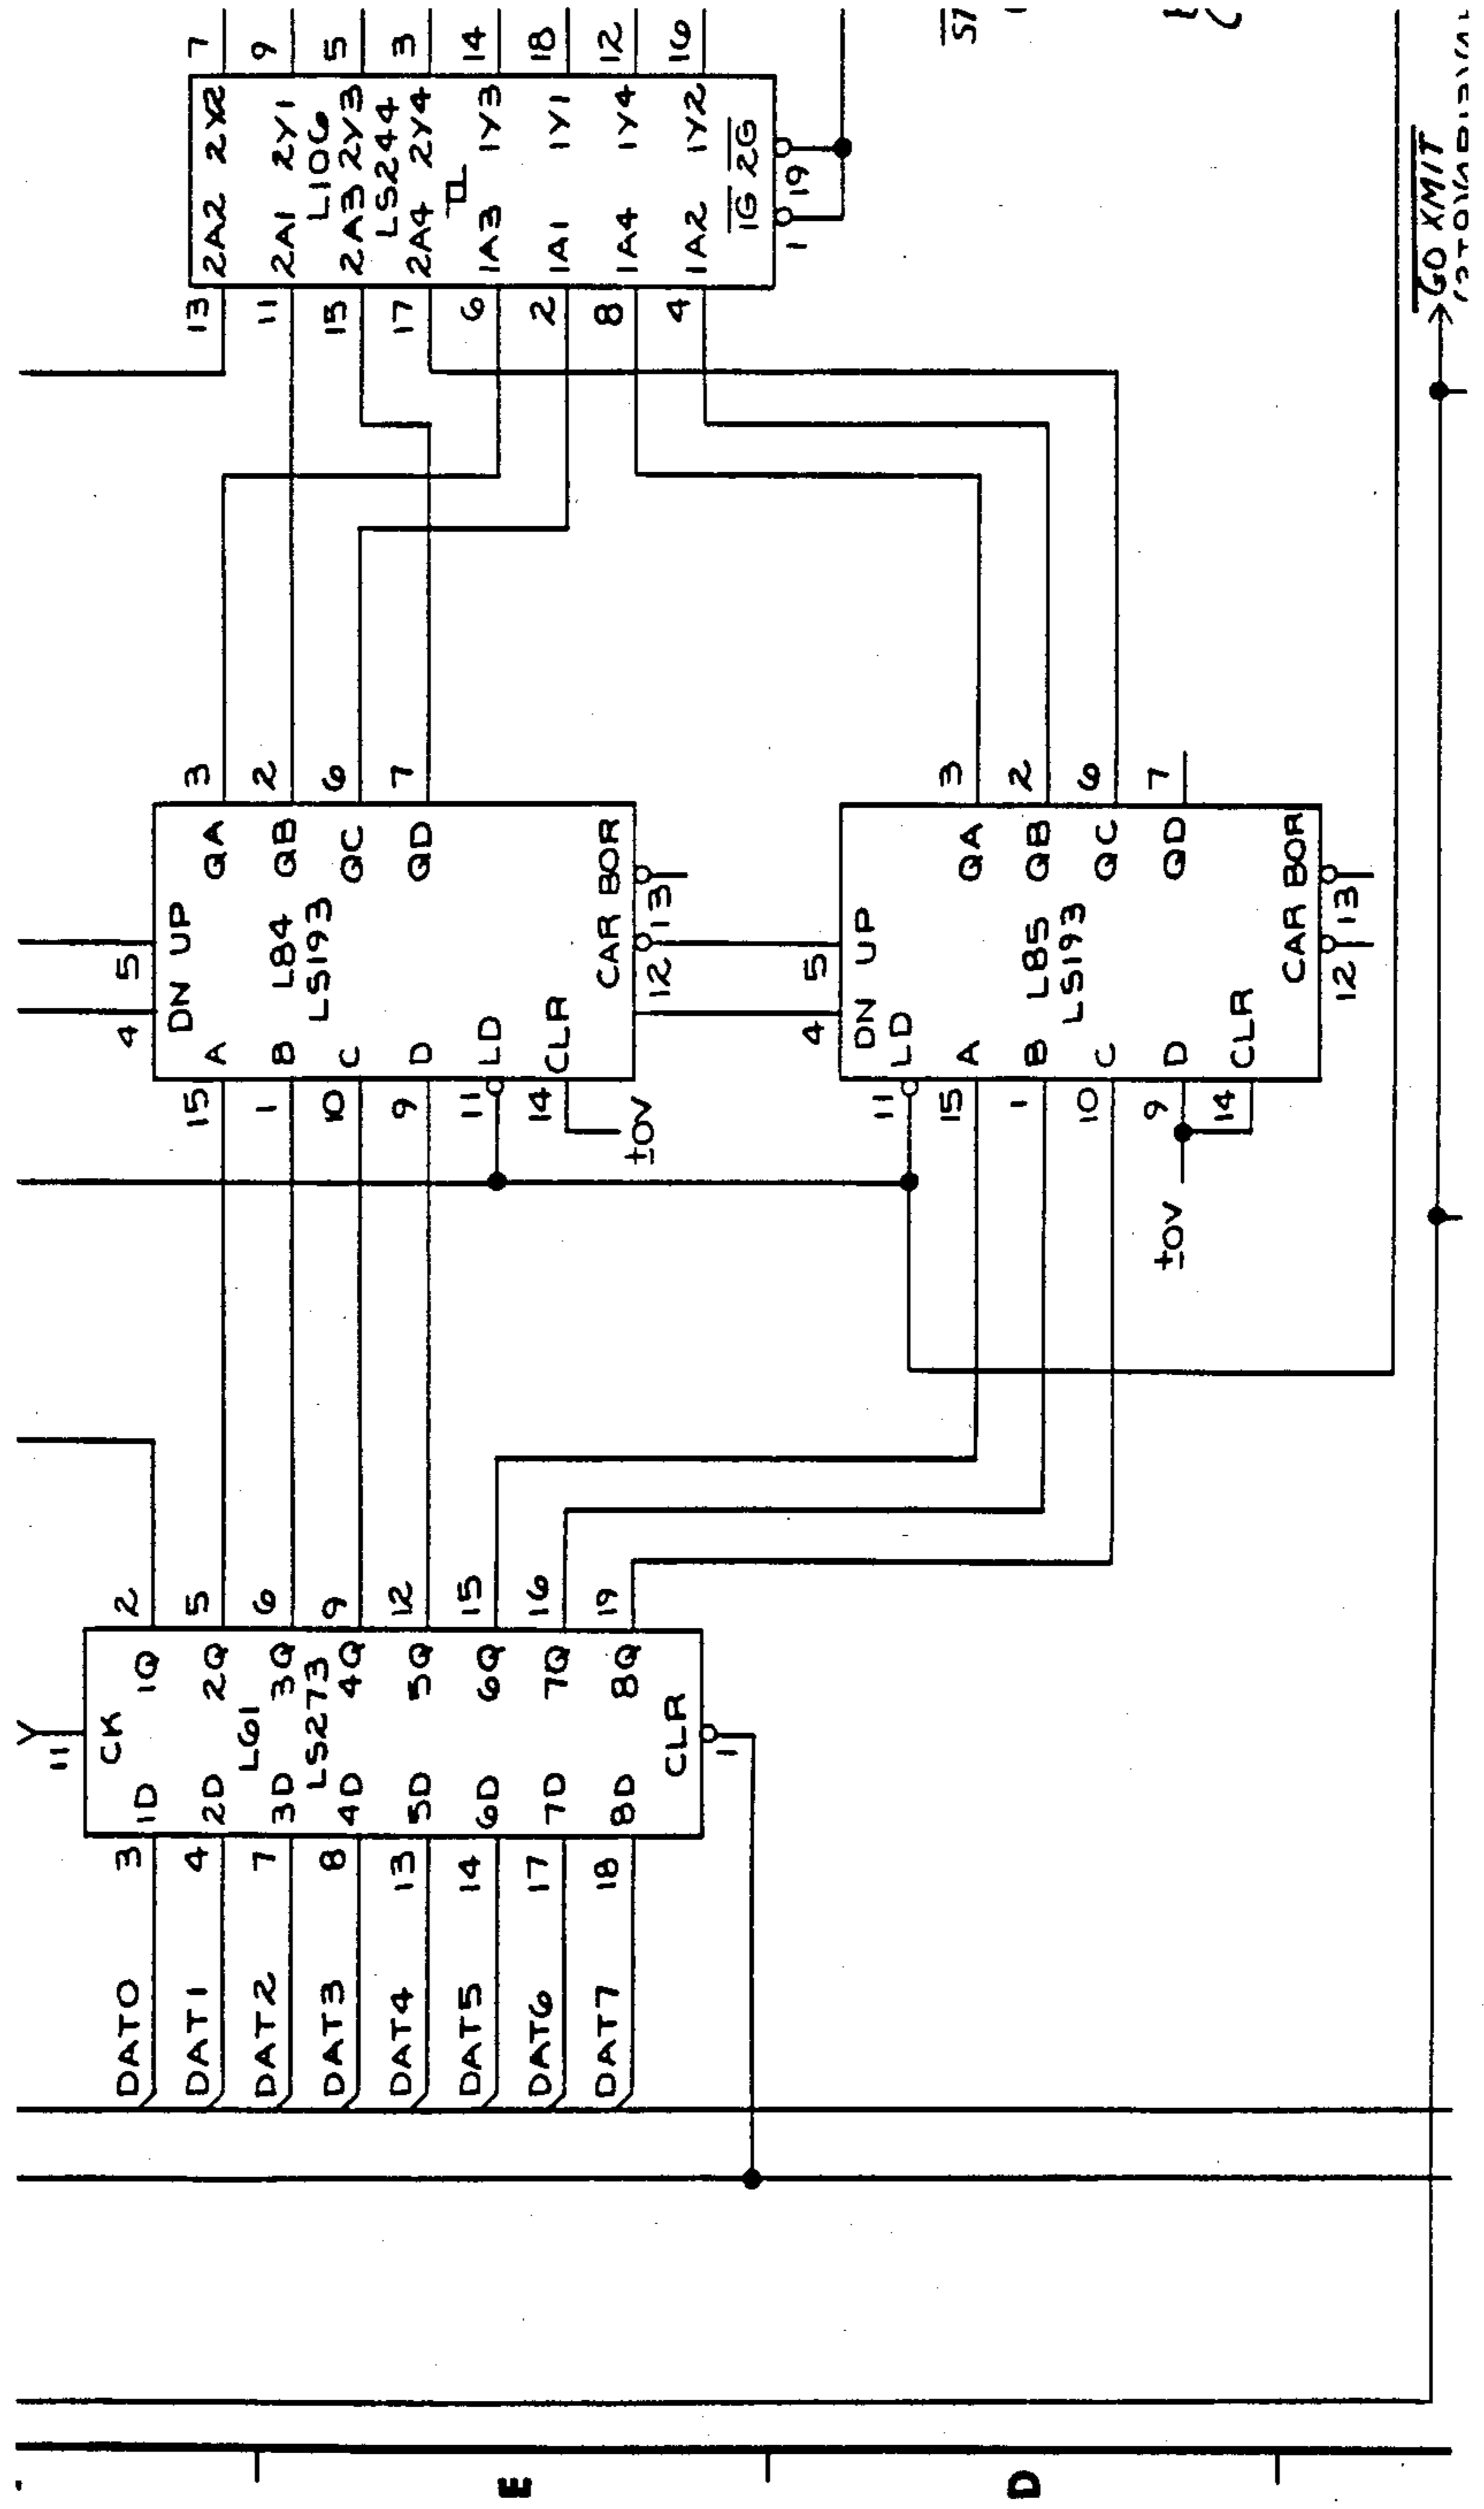 DAT0
DAT1
DAT2
DAT3
DAT4
DAT5
DAT6
DAT7
3
4
7
8
13
14
17
18
11
CK
1D 1Q
2D 2Q
L61
3D 3Q
LS273
4D 4Q
5D 5Q
6D 6Q
7D 7Q
8D 8Q
CLR
1
2
5
6
9
12
15
16
19
4 5
DN UP
15 A QA 3
1 B L84 QB 2
LS193
10 C QC 6
9 D QD 7
11 LD
14 CLR
CAR BOR
12 13
±0V
4 5
DN UP
11 LD
15 A QA 3
1 B L85 QB 2
LS193
10 C QC 6
9 D QD 7
14 CLR
CAR BOR
12 13
±0V
13 2A2 2Y2 7
11 2A1 2Y1 9
L106
15 2A3 2Y3 5
LS244
17 2A4 2Y4 3
6 1A3 1Y3 14
2 1A1 1Y1 18
8 1A4 1Y4 12
4 1A2 1Y2 16
1G 2G
1 19
GO XMIT
E
D